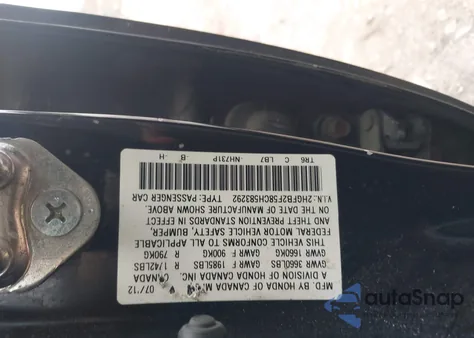 MFD. BY HONDA OF CANADA MFG.
A DIVISION OF HONDA CANADA INC. CANADA 07/12
GVWR 3660LBS GAWR F 1985LBS R 1742LBS
GVWR 1660KG GAWR F 900KG R 790KG
THIS VEHICLE CONFORMS TO ALL APPLICABLE
FEDERAL MOTOR VEHICLE SAFETY, BUMPER,
AND THEFT PREVENTION STANDARDS IN EFFECT
ON THE DATE OF MANUFACTURE SHOWN ABOVE.
V.I.N.-2HGFB2F58CH583292 TYPE: PASSENGER CAR
TR6 C LB7 -NH731P -B -H
autoSnap